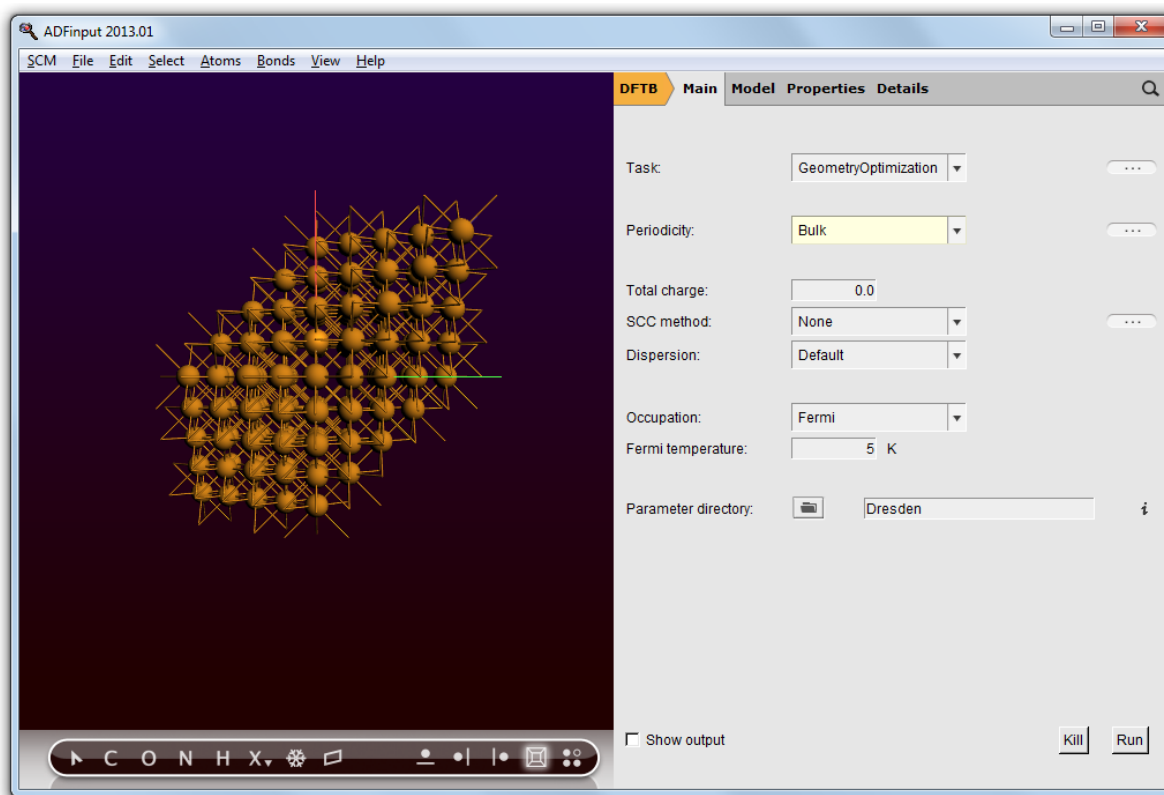 ADFinput 2013.01
SCM File Edit Select Atoms Bonds View Help
DFTB Main Model Properties Details
Task: GeometryOptimization
Periodicity: Bulk
Total charge: 0.0
SCC method: None
Dispersion: Default
Occupation: Fermi
Fermi temperature: 5 K
Parameter directory: Dresden i
Show output Kill Run
C O N H X